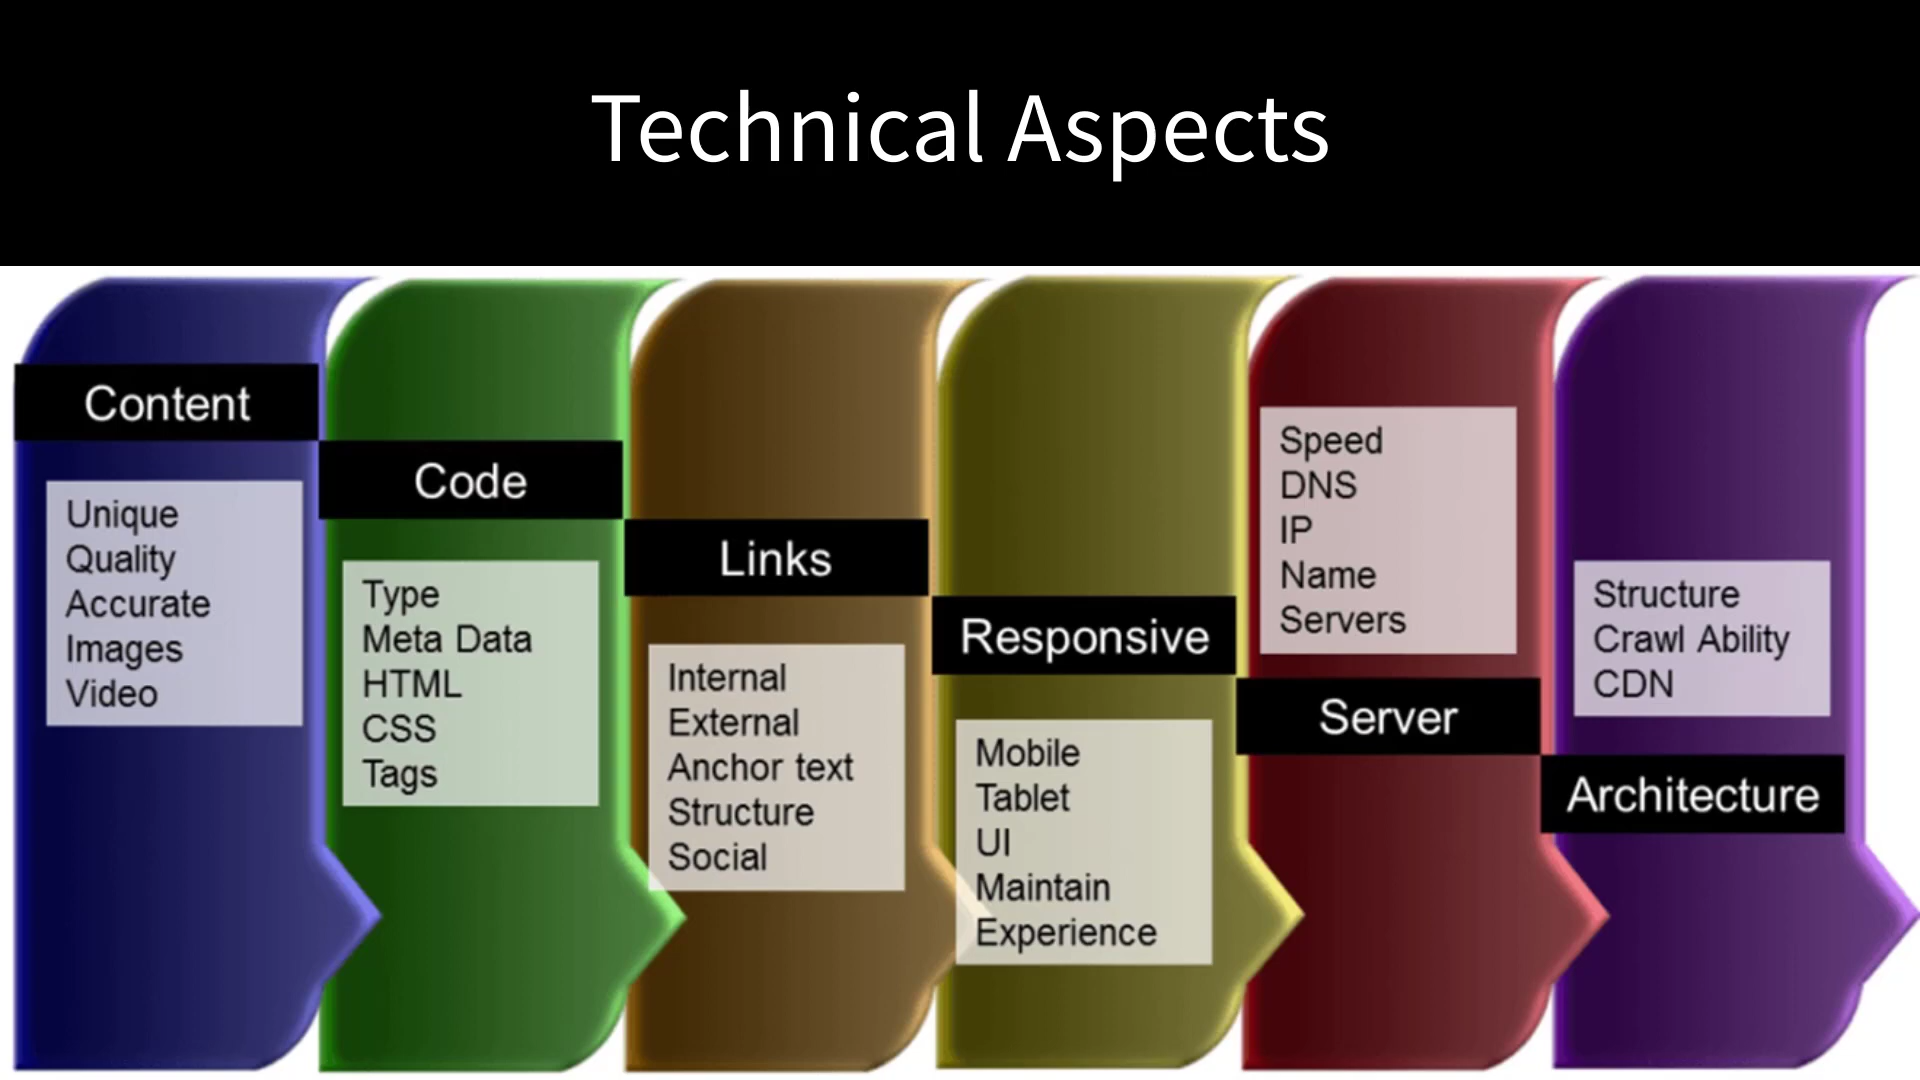 Technical Aspects
Content
Unique
Quality
Accurate
Images
Video
Code
Type
Meta Data
HTML
CSS
Tags
Links
Internal
External
Anchor text
Structure
Social
Responsive
Mobile
Tablet
UI
Maintain
Experience
Speed
DNS
IP
Name
Servers
Server
Structure
Crawl Ability
CDN
Architecture